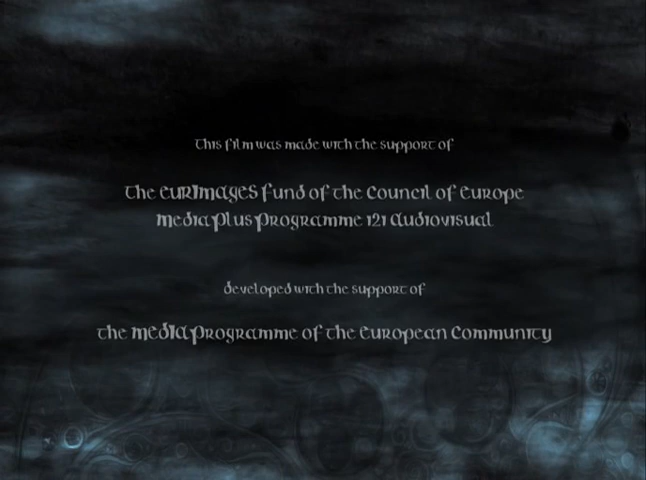 This film was made with the support of
The EURIMAGES Fund of the Council of Europe
MEDIA Plus Programme i2i Audiovisual
developed with the support of
the MEDIA Programme of the European Community